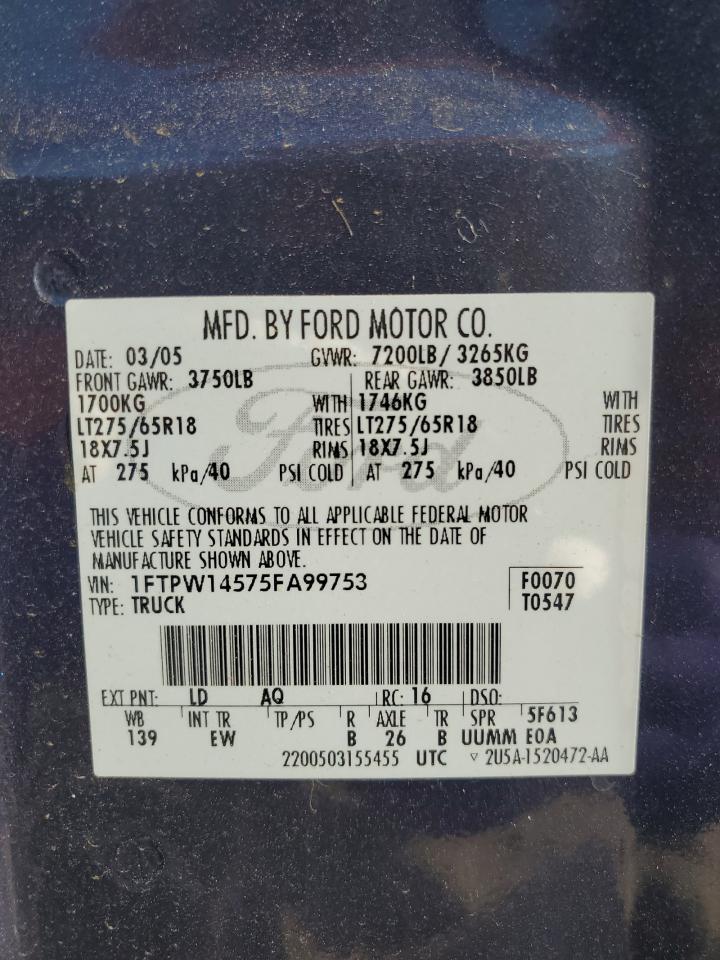 MFD. BY FORD MOTOR CO.
DATE: 03/05 GVWR: 7200LB/3265KG
FRONT GAWR: 3750LB REAR GAWR: 3850LB
1700KG WITH 1746KG WITH
LT275/65R18 TIRES LT275/65R18 TIRES
18X7.5J RIMS 18X7.5J RIMS
AT 275 kPa/40 PSI COLD AT 275 kPa/40 PSI COLD
Ford
THIS VEHICLE CONFORMS TO ALL APPLICABLE FEDERAL MOTOR
VEHICLE SAFETY STANDARDS IN EFFECT ON THE DATE OF
MANUFACTURE SHOWN ABOVE.
VIN: 1FTPW14575FA99753 F0070
TYPE: TRUCK T0547
EXT PNT: LD AQ RC: 16 DSO:
WB INT TR TP/PS R AXLE TR SPR 5F613
139 EW B 26 B UUMM EOA
2200503155455 UTC ▽ 2U5A-1520472-AA